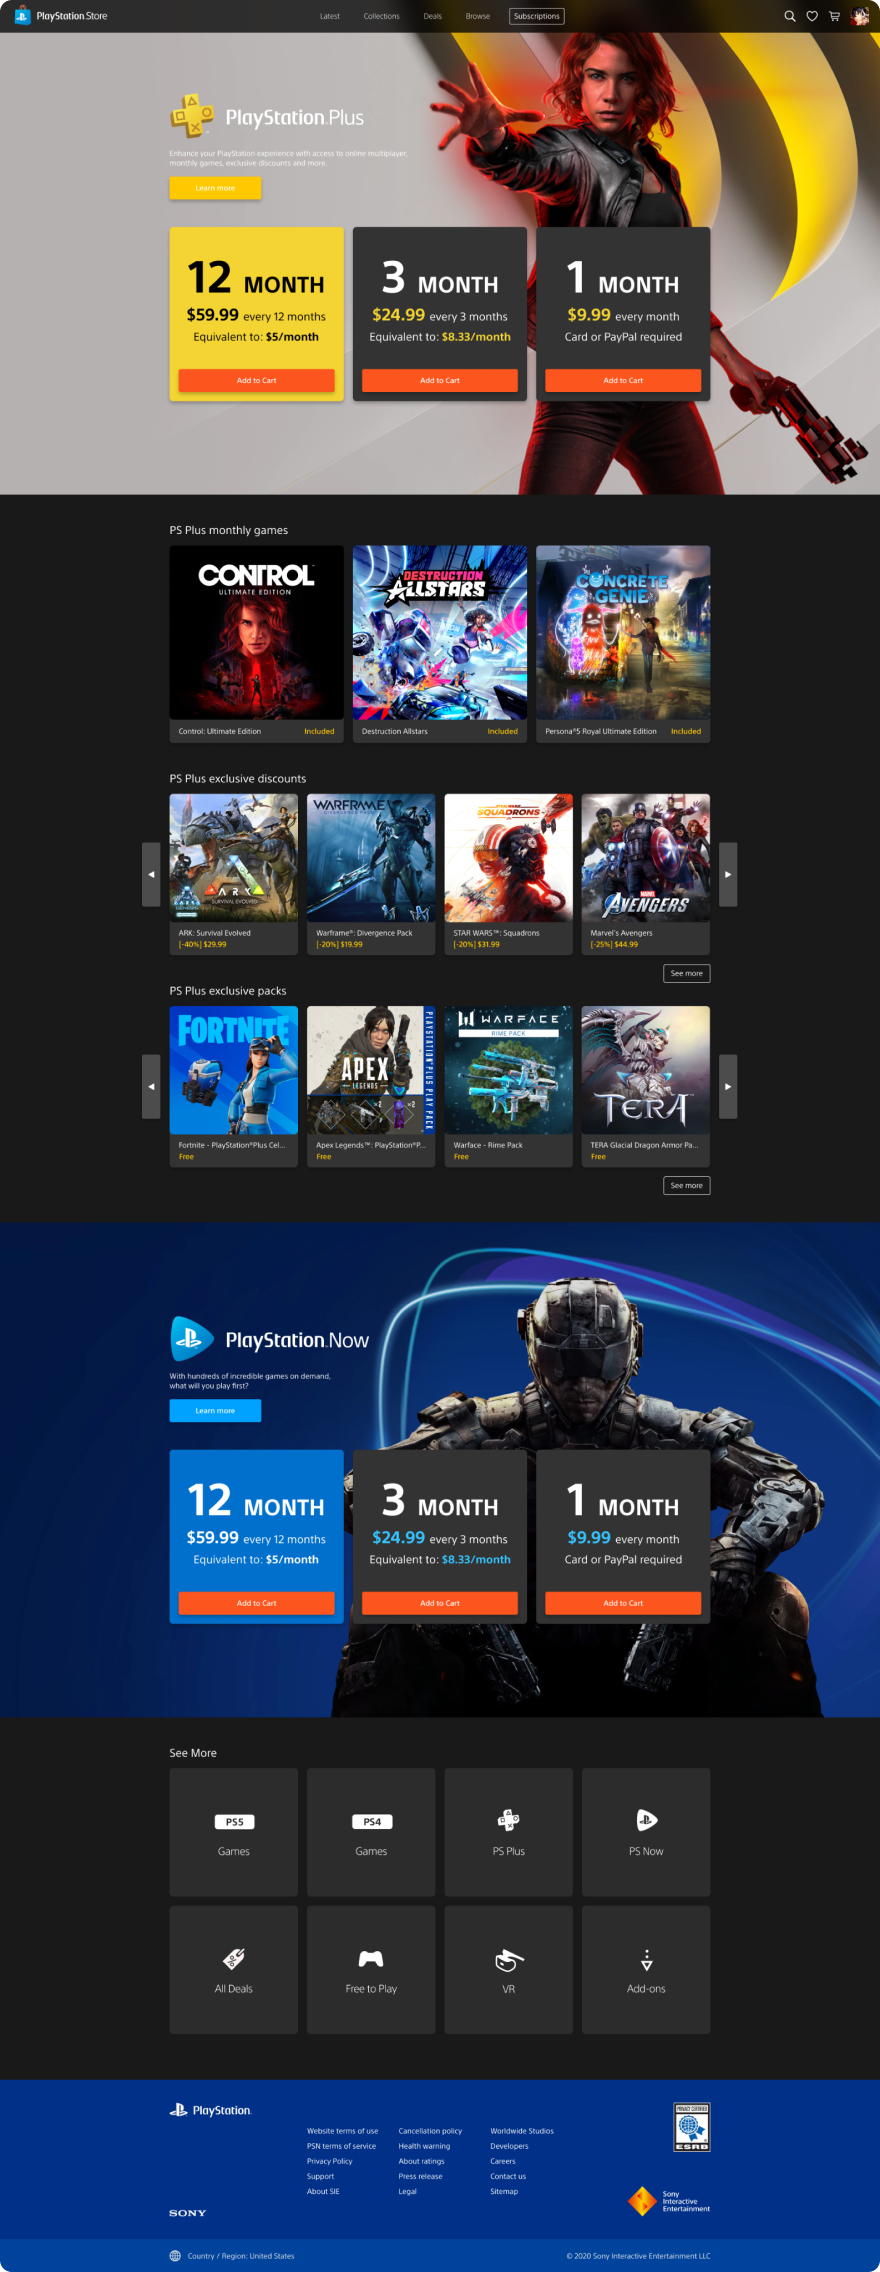 PlayStation.Store
Latest
Collections
Deals
Browse
Subscriptions
PlayStation.Plus
Enhance your PlayStation experience with access to online multiplayer,
monthly games, exclusive discounts and more.
Learn more
12 MONTH
$59.99 every 12 months
Equivalent to: $5/month
Add to Cart
3 MONTH
$24.99 every 3 months
Equivalent to: $8.33/month
Add to Cart
1 MONTH
$9.99 every month
Card or PayPal required
Add to Cart
PS Plus monthly games
CONTROL
ULTIMATE EDITION
DESTRUCTION
ALLSTARS
CONCRETE
GENIE
Control: Ultimate Edition
Included
Destruction Allstars
Included
Persona®5 Royal Ultimate Edition
Included
PS Plus exclusive discounts
ARK
SURVIVAL EVOLVED
WARFRAME
DIVERGENCE PACK
STAR WARS
SQUADRONS
MARVEL
AVENGERS
ARK: Survival Evolved
[-40%] $29.99
Warframe®: Divergence Pack
[-20%] $19.99
STAR WARS™: Squadrons
[-20%] $31.99
Marvel's Avengers
[-25%] $44.99
See more
PS Plus exclusive packs
FORTNITE
APEX
LEGENDS
×2
×2
PLAYSTATION®PLUS PLAY PACK
WARFACE
RIME PACK
TERA
Fortnite - PlayStation®Plus Cel...
Free
Apex Legends™: PlayStation®P...
Free
Warface - Rime Pack
Free
TERA Glacial Dragon Armor Pa...
Free
See more
PlayStation.Now
With hundreds of incredible games on demand,
what will you play first?
Learn more
12 MONTH
$59.99 every 12 months
Equivalent to: $5/month
Add to Cart
3 MONTH
$24.99 every 3 months
Equivalent to: $8.33/month
Add to Cart
1 MONTH
$9.99 every month
Card or PayPal required
Add to Cart
See More
PS5
Games
PS4
Games
PS Plus
PS Now
All Deals
Free to Play
VR
Add-ons
PlayStation.
Website terms of use
PSN terms of service
Privacy Policy
Support
About SIE
Cancellation policy
Health warning
About ratings
Press release
Legal
Worldwide Studios
Developers
Careers
Contact us
Sitemap
PRIVACY CERTIFIED
ESRB
SONY
Sony
Interactive
Entertainment
Country / Region: United States
© 2020 Sony Interactive Entertainment LLC